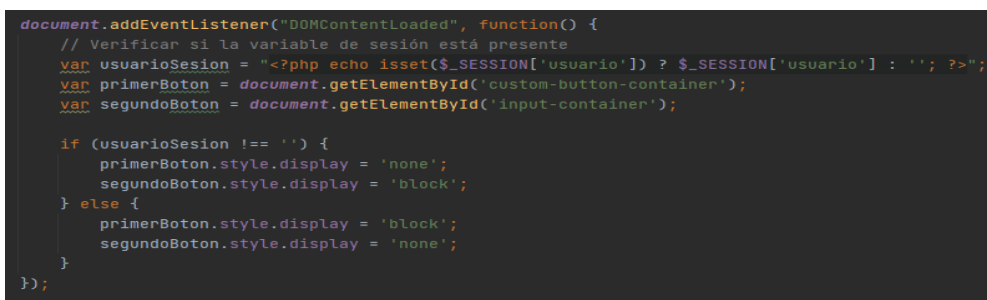 document.addEventListener("DOMContentLoaded", function() {
    // Verificar si la variable de sesión está presente
    var usuarioSesion = "<?php echo isset($_SESSION['usuario']) ? $_SESSION['usuario'] : ''; ?>";
    var primerBoton = document.getElementById('custom-button-container');
    var segundoBoton = document.getElementById('input-container');

    if (usuarioSesion !== '') {
        primerBoton.style.display = 'none';
        segundoBoton.style.display = 'block';
    } else {
        primerBoton.style.display = 'block';
        segundoBoton.style.display = 'none';
    }
});